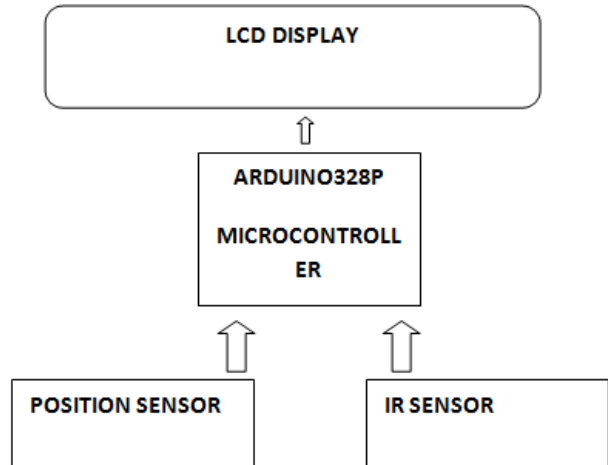 LCD DISPLAY
ARDUINO328P
MICROCONTROLL
ER
POSITION SENSOR
IR SENSOR